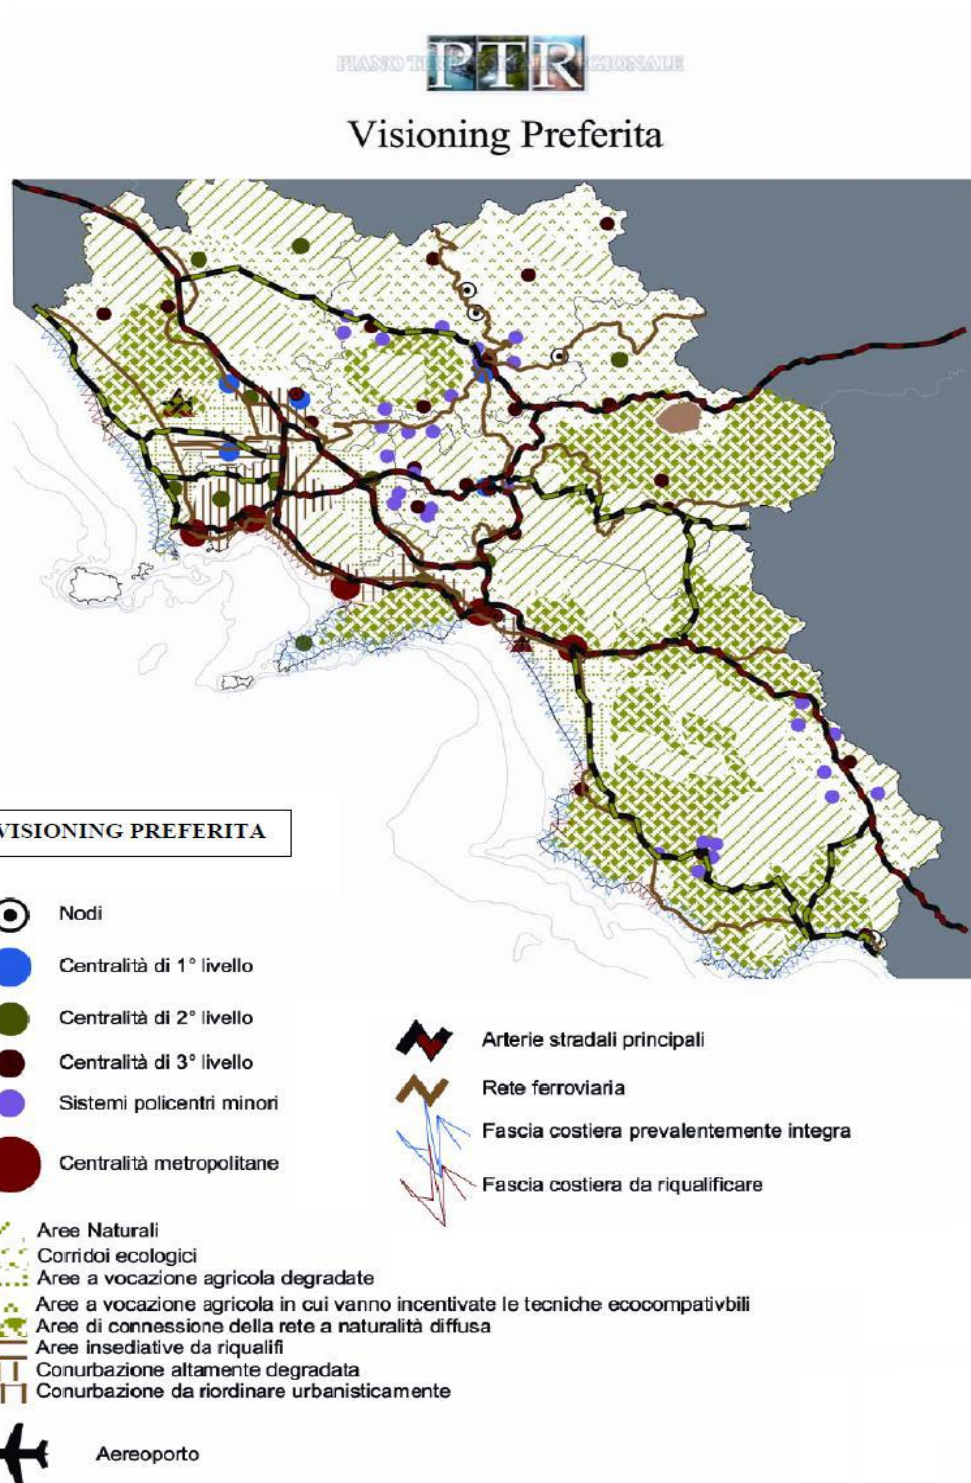 PIANO TERRITORIALE REGIONALE
PTR
Visioning Preferita
VISIONING PREFERITA
Nodi
Centralità di 1° livello
Centralità di 2° livello
Centralità di 3° livello
Sistemi policentri minori
Centralità metropolitane
Arterie stradali principali
Rete ferroviaria
Fascia costiera prevalentemente integra
Fascia costiera da riqualificare
Aree Naturali
Corridoi ecologici
Aree a vocazione agricola degradate
Aree a vocazione agricola in cui vanno incentivate le tecniche ecocompativbili
Aree di connessione della rete a naturalità diffusa
Aree insediative da riqualifi
Conurbazione altamente degradata
Conurbazione da riordinare urbanisticamente
Aereoporto